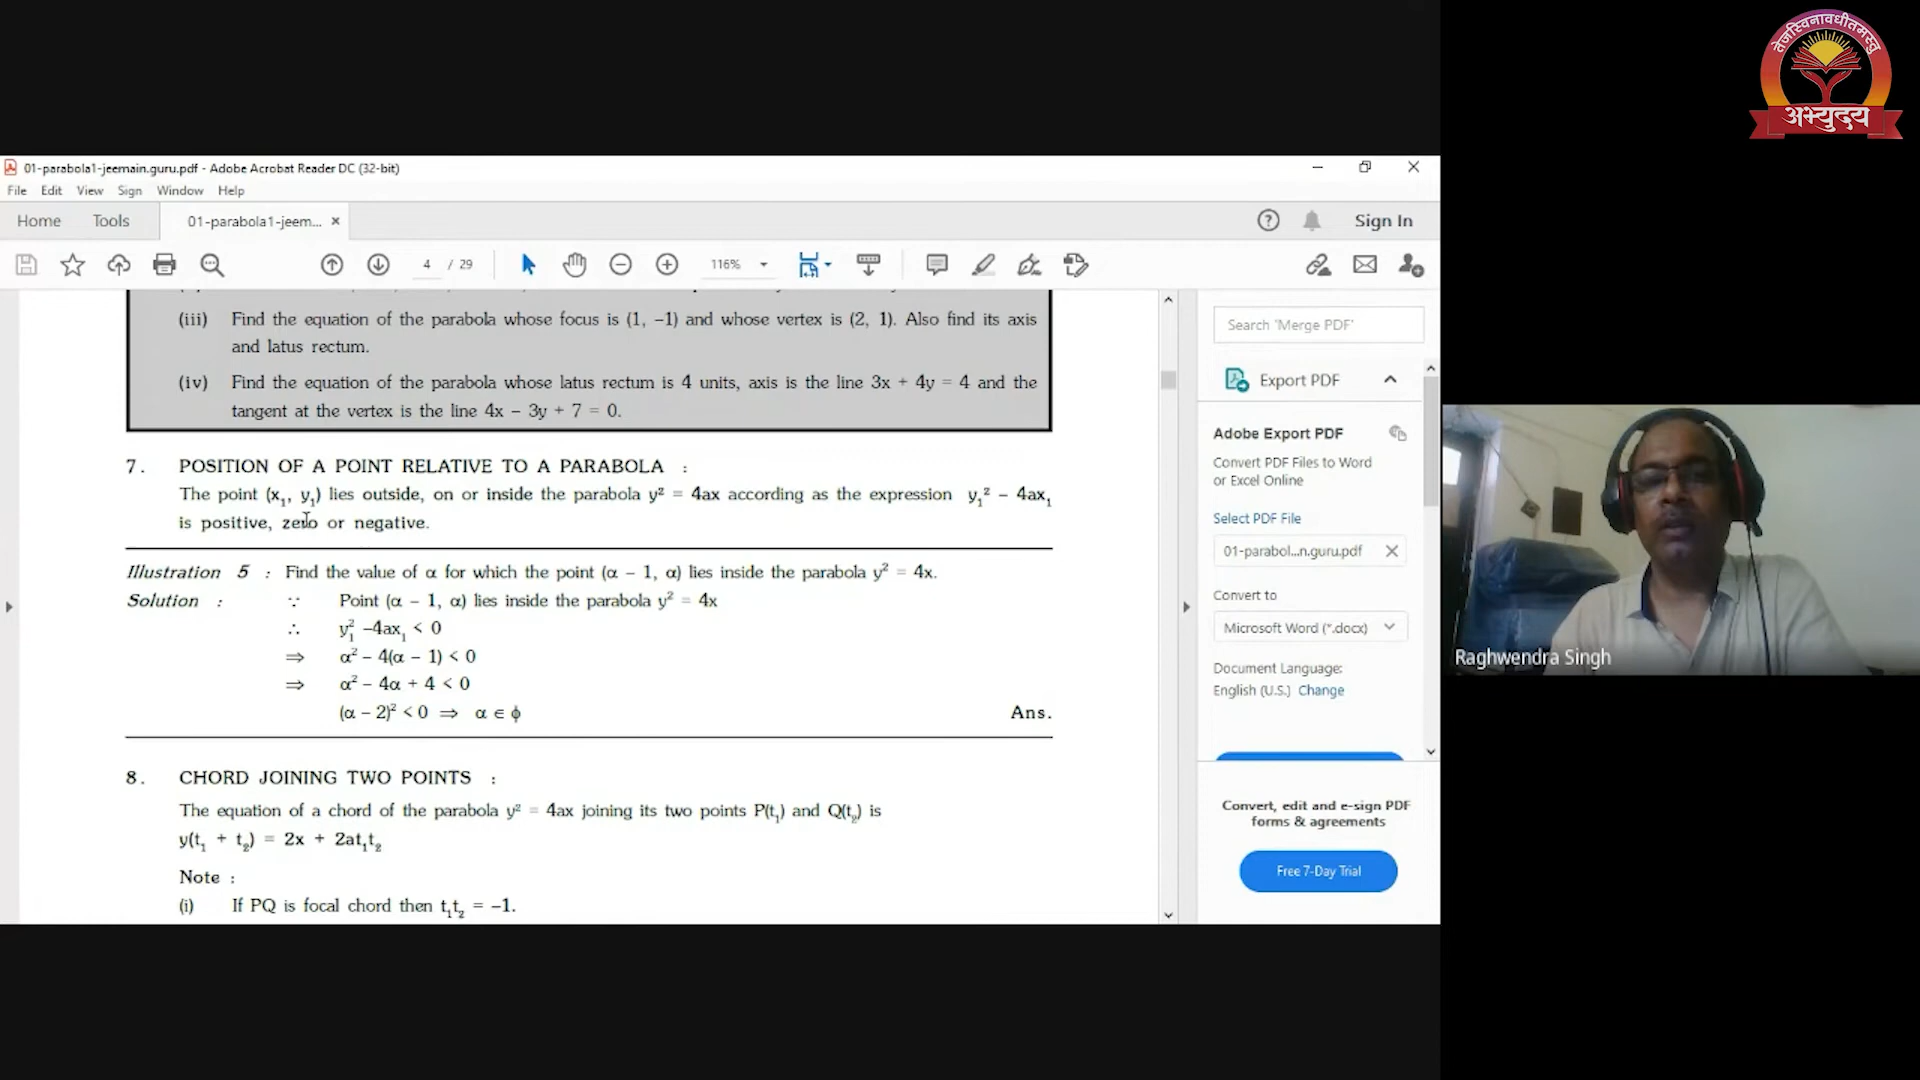 तेजस्विनावधीतमस्तु
अभ्युदय
01-parabola1-jeemain.guru.pdf - Adobe Acrobat Reader DC (32-bit)
File Edit View Sign Window Help
Home Tools 01-parabola1-jeem... × Sign In
4 / 29 116%
(iii) Find the equation of the parabola whose focus is (1, –1) and whose vertex is (2, 1). Also find its axis
and latus rectum.
(iv) Find the equation of the parabola whose latus rectum is 4 units, axis is the line 3x + 4y = 4 and the
tangent at the vertex is the line 4x – 3y + 7 = 0.
7. POSITION OF A POINT RELATIVE TO A PARABOLA :
The point (x₁, y₁) lies outside, on or inside the parabola y² = 4ax according as the expression y₁² – 4ax₁
is positive, zero or negative.
Illustration 5 : Find the value of α for which the point (α – 1, α) lies inside the parabola y² = 4x.
Solution : ∵ Point (α – 1, α) lies inside the parabola y² = 4x
∴ y₁² –4ax₁ < 0
⇒ α² – 4(α – 1) < 0
⇒ α² – 4α + 4 < 0
(α – 2)² < 0 ⇒ α ∈ ϕ Ans.
8. CHORD JOINING TWO POINTS :
The equation of a chord of the parabola y² = 4ax joining its two points P(t₁) and Q(t₂) is
y(t₁ + t₂) = 2x + 2at₁t₂
Note :
(i) If PQ is focal chord then t₁t₂ = –1.
Search 'Merge PDF'
Export PDF
Adobe Export PDF
Convert PDF Files to Word
or Excel Online
Select PDF File
01-parabol...n.guru.pdf
Convert to
Microsoft Word (*.docx)
Document Language:
English (U.S.) Change
Convert, edit and e-sign PDF
forms & agreements
Free 7-Day Trial
Raghwendra Singh